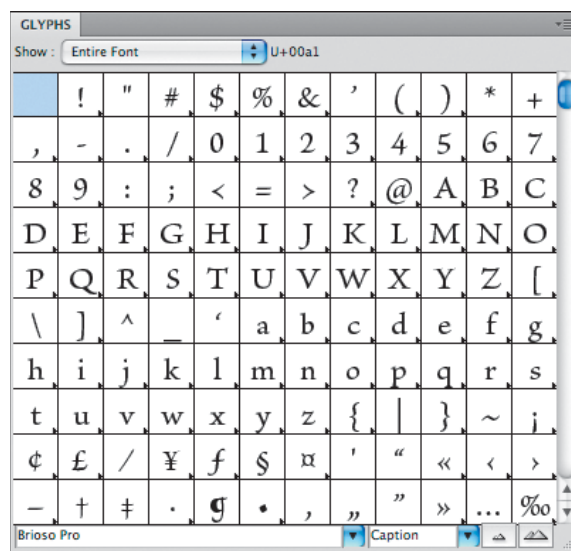 GLYPHS
Show : Entire Font U+00a1
! " # $ % & ’ ( ) * +
, - . / 0 1 2 3 4 5 6 7
8 9 : ; < = > ? @ A B C
D E F G H I J K L M N O
P Q R S T U V W X Y Z [
\ ] ^ _ ‘ a b c d e f g
h i j k l m n o p q r s
t u v w x y z { | } ~ ¡
¢ £ ⁄ ¥ ƒ § ¤ ' “ « ‹ ›
– † ‡ · ¶ • ‚ „ ” » … ‰
Brioso Pro Caption